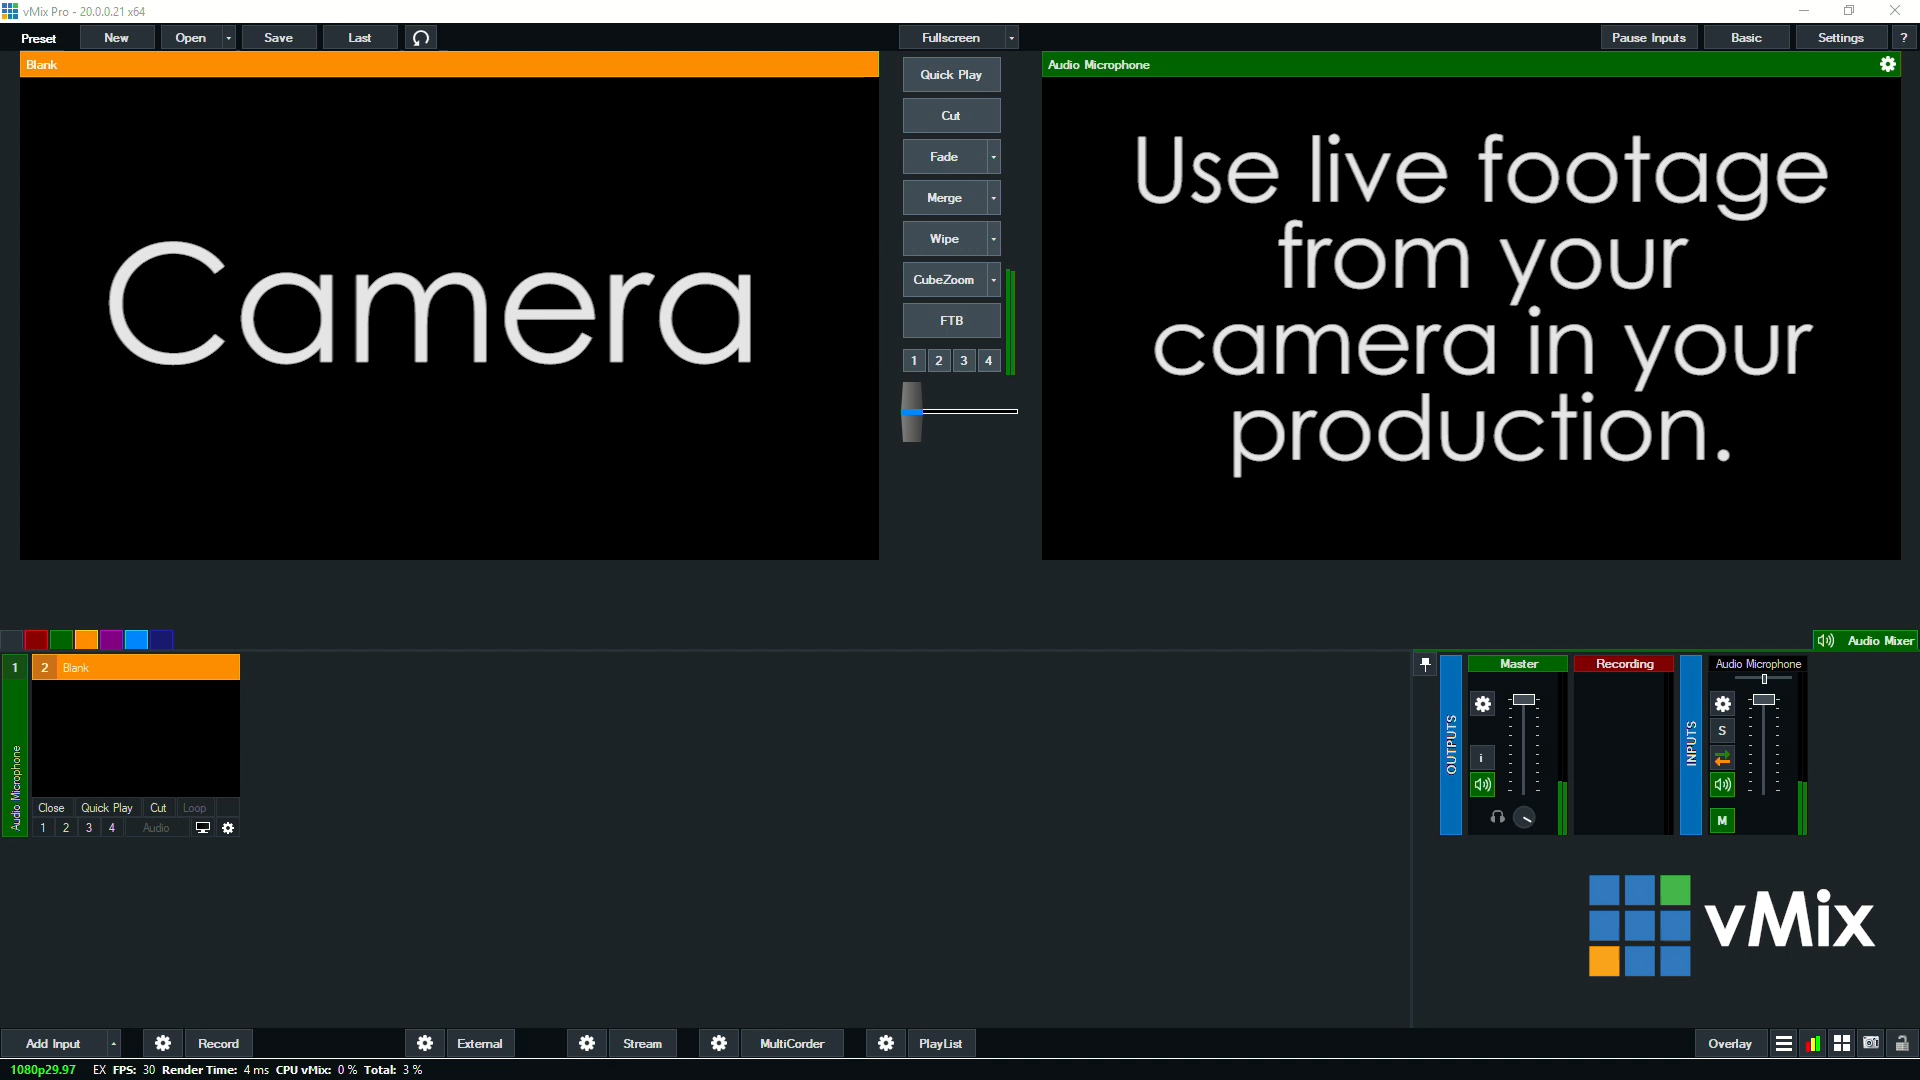 vMix Pro - 20.0.0.21 x64
Preset New Open Save Last Fullscreen Pause Inputs Basic Settings ?
Blank
Camera
Quick Play
Cut
Fade
Merge
Wipe
CubeZoom
FTB
1 2 3 4
Audio Microphone
Use live footage
from your
camera in your
production.
Audio Mixer
1
Audio Microphone
2 Blank
Close Quick Play Cut Loop
1 2 3 4 Audio
OUTPUTS
Master
i
Recording
INPUTS
Audio Microphone
S
M
vMix
Add Input Record External Stream MultiCorder PlayList Overlay
1080p29.97 EX FPS: 30 Render Time: 4 ms CPU vMix: 0 % Total: 3 %